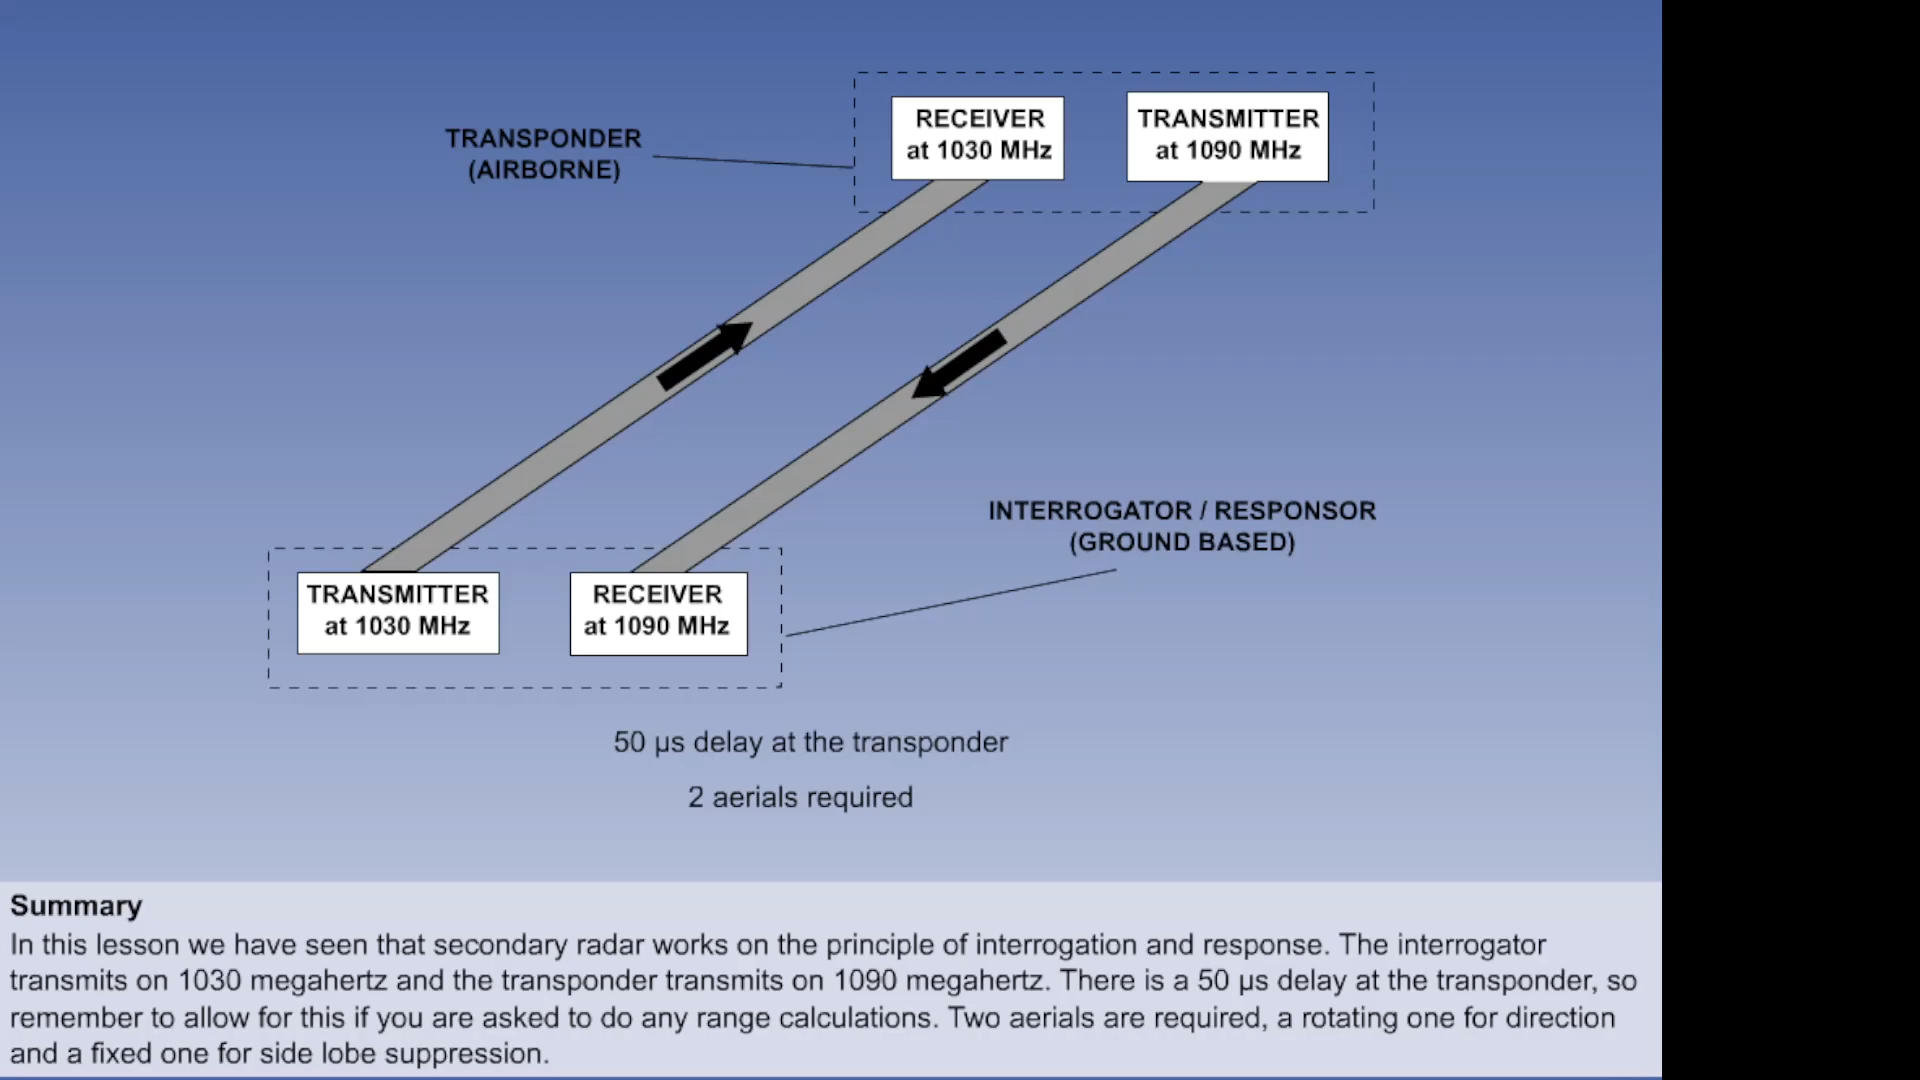 TRANSPONDER
(AIRBORNE)
RECEIVER
at 1030 MHz
TRANSMITTER
at 1090 MHz
INTERROGATOR / RESPONSOR
(GROUND BASED)
TRANSMITTER
at 1030 MHz
RECEIVER
at 1090 MHz
50 µs delay at the transponder
2 aerials required
Summary
In this lesson we have seen that secondary radar works on the principle of interrogation and response. The interrogator
transmits on 1030 megahertz and the transponder transmits on 1090 megahertz. There is a 50 µs delay at the transponder, so
remember to allow for this if you are asked to do any range calculations. Two aerials are required, a rotating one for direction
and a fixed one for side lobe suppression.